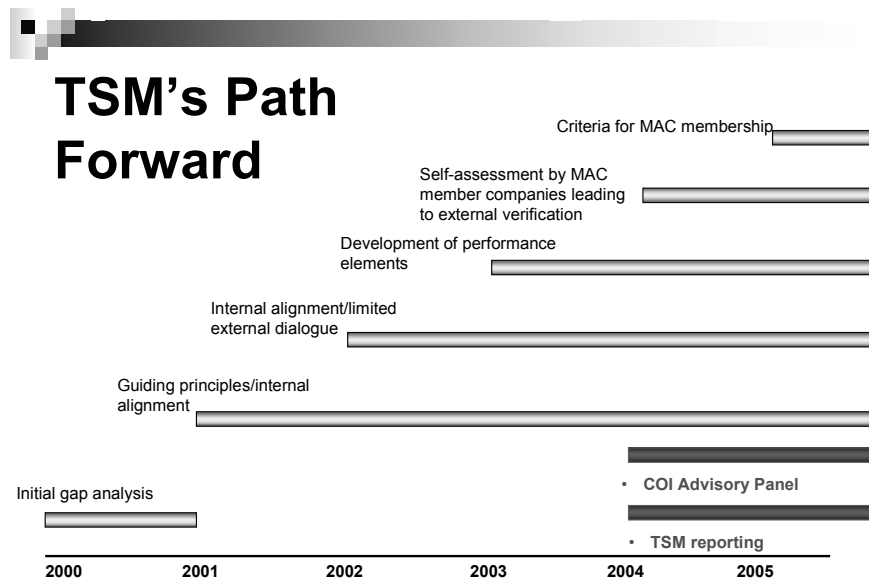 TSM's Path
Forward
Criteria for MAC membership
Self-assessment by MAC
member companies leading
to external verification
Development of performance
elements
Internal alignment/limited
external dialogue
Guiding principles/internal
alignment
• COI Advisory Panel
Initial gap analysis
• TSM reporting
2000 2001 2002 2003 2004 2005